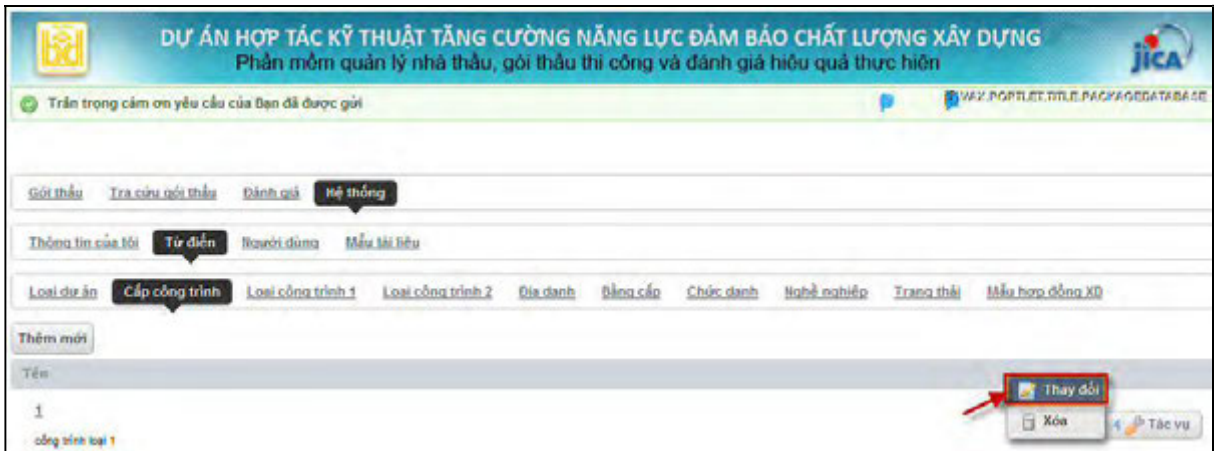 DỰ ÁN HỢP TÁC KỸ THUẬT TĂNG CƯỜNG NĂNG LỰC ĐẢM BẢO CHẤT LƯỢNG XÂY DỰNG
Phần mềm quản lý nhà thầu, gói thầu thi công và đánh giá hiệu quả thực hiện
jICA
Trân trọng cám ơn yêu cầu của Bạn đã được gửi
VAX.PORTLET.TITLE.PACKAGEDATABASE
Gói thầu Tra cứu gói thầu Đánh giá Hệ thống
Thông tin của tôi Từ điển Người dùng Mẫu tài liệu
Loại dự án Cấp công trình Loại công trình 1 Loại công trình 2 Địa danh Bằng cấp Chức danh Nghề nghiệp Trạng thái Mẫu hợp đồng XD
Thêm mới
Tên
Thay đổi
1
Xóa
Tác vụ
công trình loại 1